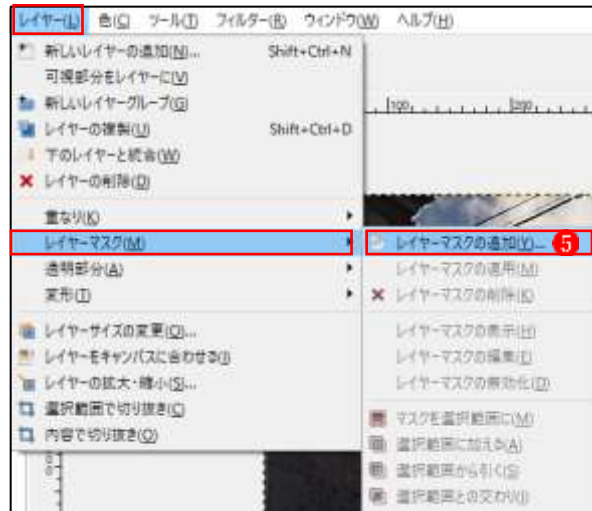 レイヤー(L) 色(C) ツール(T) フィルター(R) ウィンドウ(W) ヘルプ(H)
新しいレイヤーの追加(N)... Shift+Ctrl+N
可視部分をレイヤーに(V)
新しいレイヤーグループ(G)
レイヤーの複製(U) Shift+Ctrl+D
下のレイヤーと統合(W)
レイヤーの削除(D)
重なり(K)
レイヤーマスク(M)
透明部分(A)
変形(T)
レイヤーサイズの変更(O)...
レイヤーをキャンバスに合わせる(I)
レイヤーの拡大・縮小(S)...
選択範囲で切り抜き(C)
内容で切り抜き(O)
100 200
レイヤーマスクの追加(Y)... 5
レイヤーマスクの適用(M)
レイヤーマスクの削除(K)
レイヤーマスクの表示(H)
レイヤーマスクの編集(E)
レイヤーマスクの無効化(D)
マスクを選択範囲に(M)
選択範囲に加える(A)
選択範囲から引く(S)
選択範囲との交わり(I)